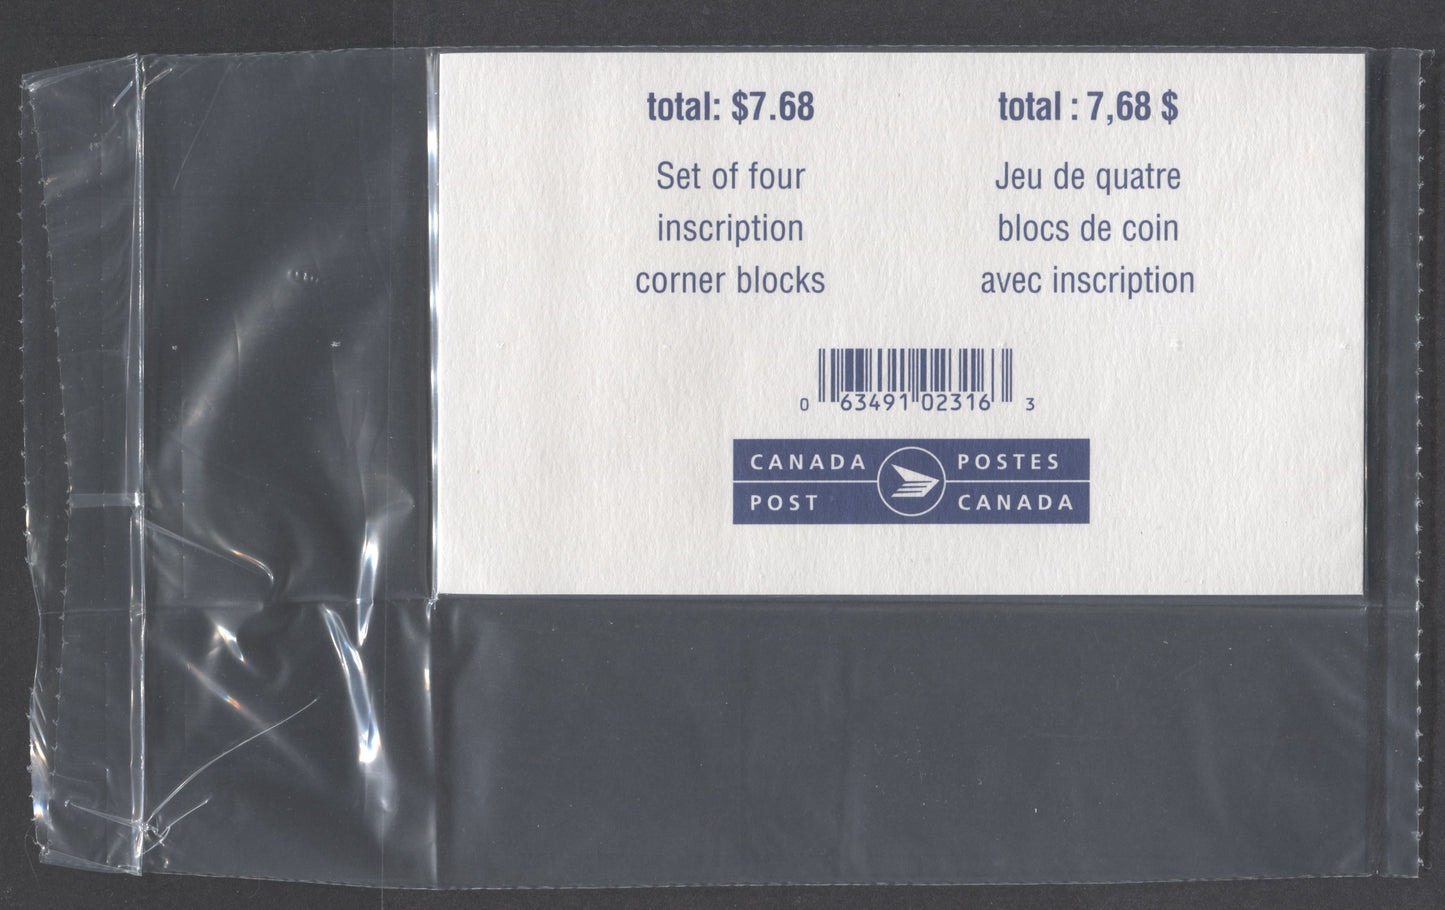 total: $7.68
Set of four
inscription
corner blocks
total : 7,68 $
Jeu de quatre
blocs de coin
avec inscription
0 63491 02316 3
CANADA POST
POSTES CANADA